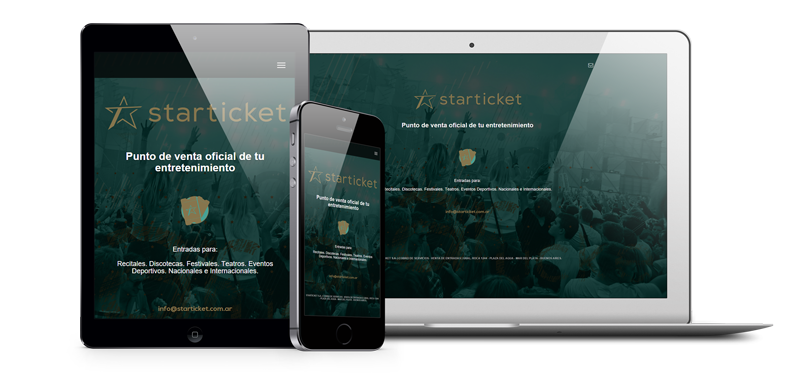 starticket
Punto de venta oficial de tu
entretenimiento
Entradas para:
Recitales. Discotecas. Festivales. Teatros. Eventos
Deportivos. Nacionales e Internacionales.
info@starticket.com.ar
starticket
Punto de venta oficial de tu
entretenimiento
Entradas para:
Recitales. Discotecas. Festivales. Teatros. Eventos
Deportivos. Nacionales e Internacionales.
info@starticket.com.ar
starticket
Punto de venta oficial de tu entretenimiento
Entradas para:
Recitales. Discotecas. Festivales. Teatros. Eventos Deportivos. Nacionales e Internacionales.
info@starticket.com.ar